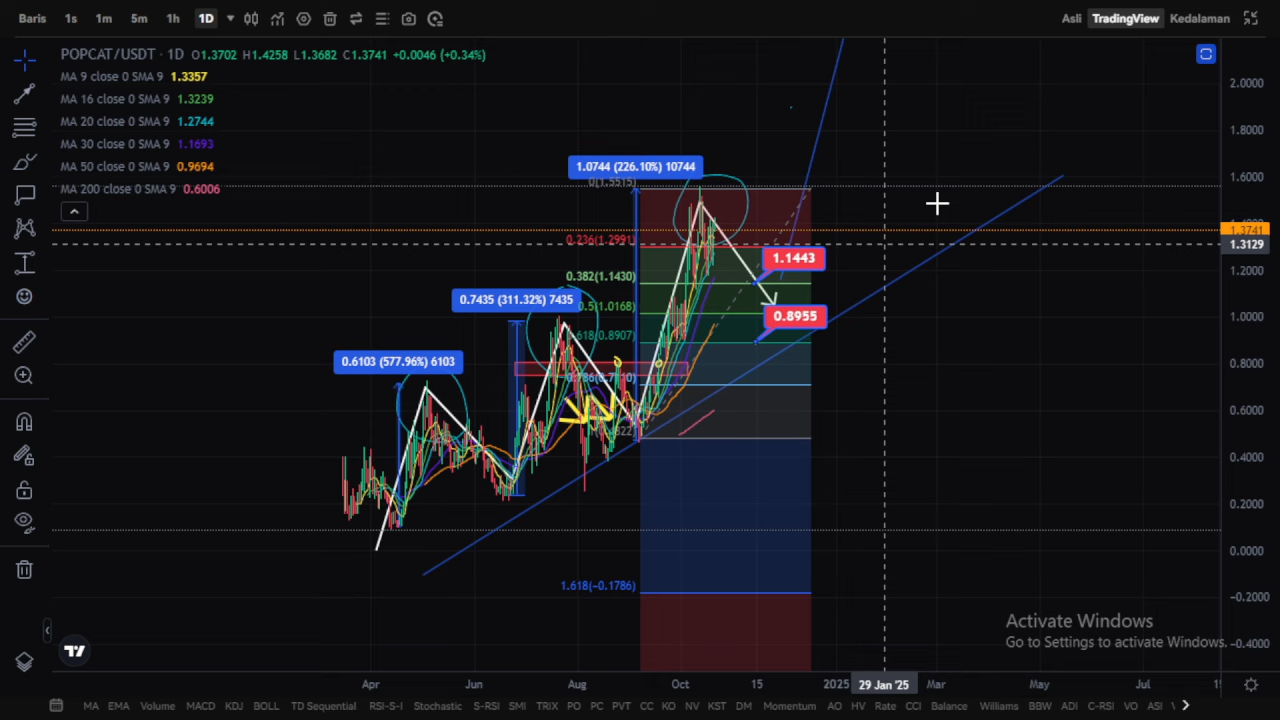 Baris 1s 1m 5m 1h 1D Asli TradingView Kedalaman
POPCAT/USDT · 1D O1.3702 H1.4258 L1.3682 C1.3741 +0.0046 (+0.34%)
MA 9 close 0 SMA 9 1.3357
MA 16 close 0 SMA 9 1.3239
MA 20 close 0 SMA 9 1.2744
MA 30 close 0 SMA 9 1.1693
MA 50 close 0 SMA 9 0.9694
MA 200 close 0 SMA 9 0.6006
1.0744 (226.10%) 10744
0(1.5515)
0.236(1.2991)
1.1443
0.382(1.1430)
0.7435 (311.32%) 7435
0.5(1.0168)
0.8955
0.618(0.8907)
0.6103 (577.96%) 6103
1.618(−0.1786)
2.0000
1.8000
1.6000
1.3741
1.3129
1.2000
1.0000
0.8000
0.6000
0.4000
0.2000
0.0000
−0.2000
−0.4000
Activate Windows
Go to Settings to activate Windows.
Apr Jun Aug Oct 15 2025 29 Jan '25 Mar May Jul
MA EMA Volume MACD KDJ BOLL TD Sequential RSI-S-I Stochastic S-RSI SMI TRIX PO PC PVT CC KO NV KST DM Momentum AO HV Rate CCI Balance Williams BBW ADI C-RSI VO ASI